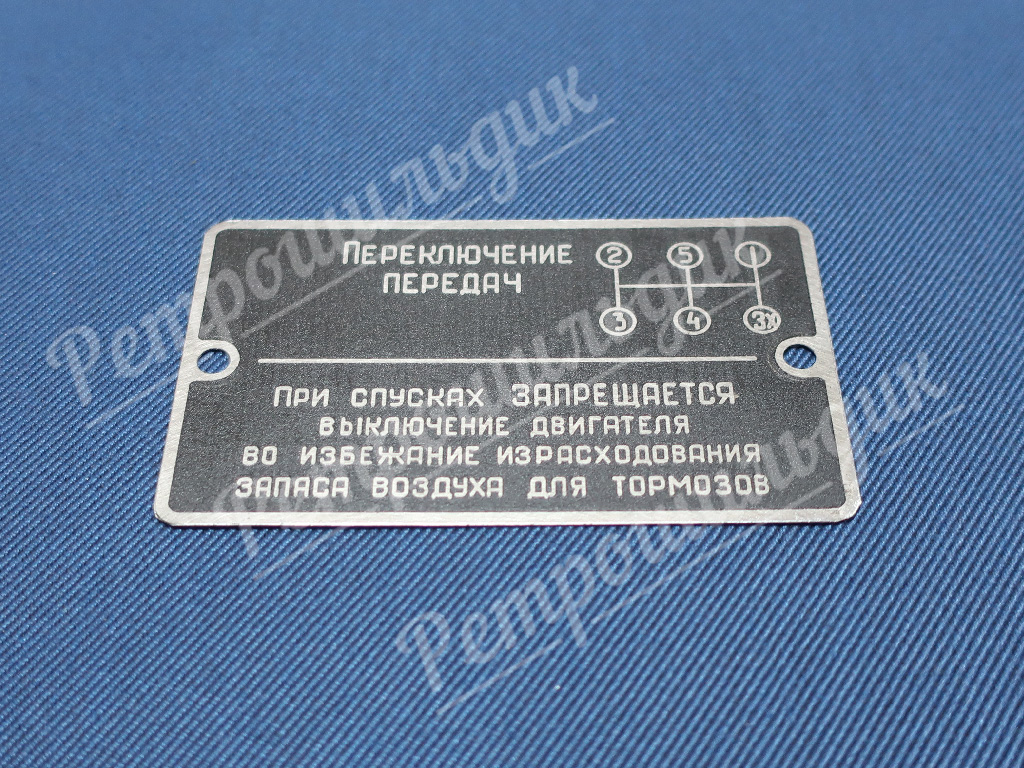 Переключение
передач
2 5 1
3 4 ЗХ
При спусках ЗАПРЕЩАЕТСЯ
выключение двигателя
во избежание израсходования
запаса воздуха для тормозов
Ретрошильдик
Ретрошильдик
Ретрошильдик
Ретрошильдик